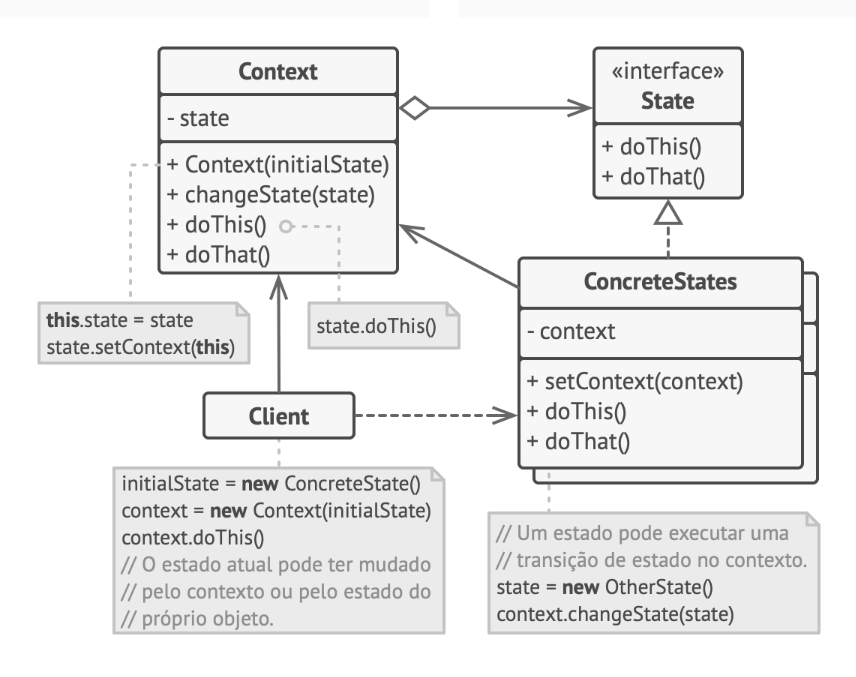 Context
- state
+ Context(initialState)
+ changeState(state)
+ doThis()
+ doThat()
«interface»
State
+ doThis()
+ doThat()
this.state = state
state.setContext(this)
state.doThis()
ConcreteStates
- context
+ setContext(context)
+ doThis()
+ doThat()
Client
initialState = new ConcreteState()
context = new Context(initialState)
context.doThis()
// O estado atual pode ter mudado
// pelo contexto ou pelo estado do
// próprio objeto.
// Um estado pode executar uma
// transição de estado no contexto.
state = new OtherState()
context.changeState(state)